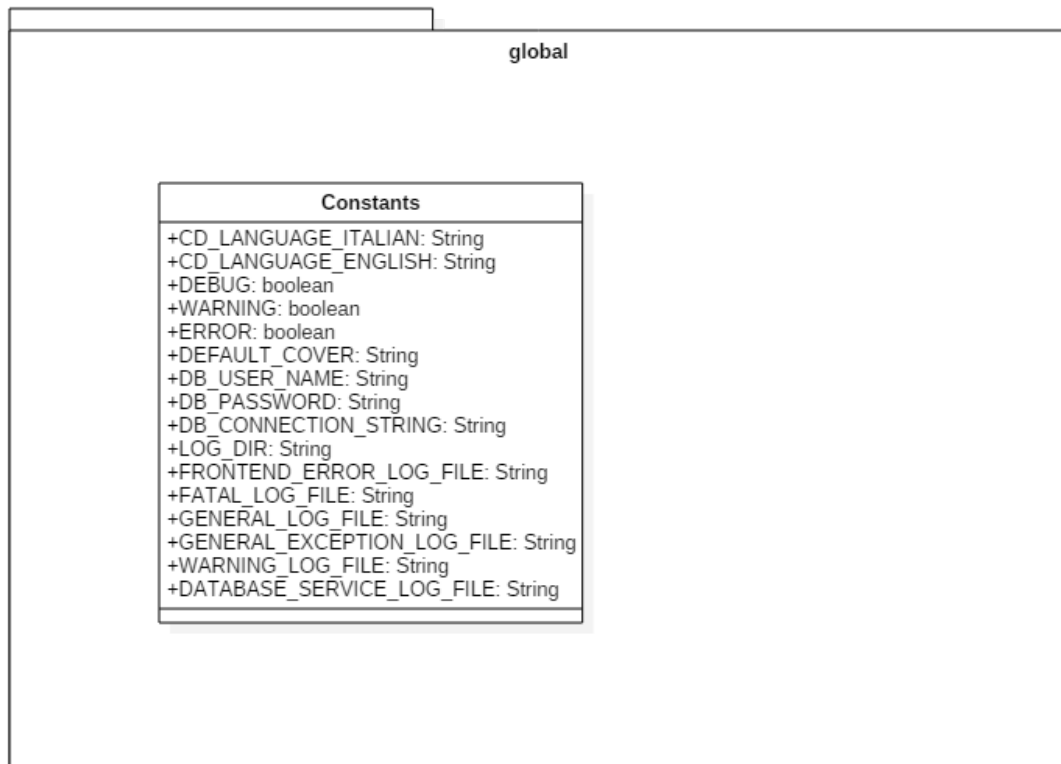 global
Constants
+CD_LANGUAGE_ITALIAN: String
+CD_LANGUAGE_ENGLISH: String
+DEBUG: boolean
+WARNING: boolean
+ERROR: boolean
+DEFAULT_COVER: String
+DB_USER_NAME: String
+DB_PASSWORD: String
+DB_CONNECTION_STRING: String
+LOG_DIR: String
+FRONTEND_ERROR_LOG_FILE: String
+FATAL_LOG_FILE: String
+GENERAL_LOG_FILE: String
+GENERAL_EXCEPTION_LOG_FILE: String
+WARNING_LOG_FILE: String
+DATABASE_SERVICE_LOG_FILE: String